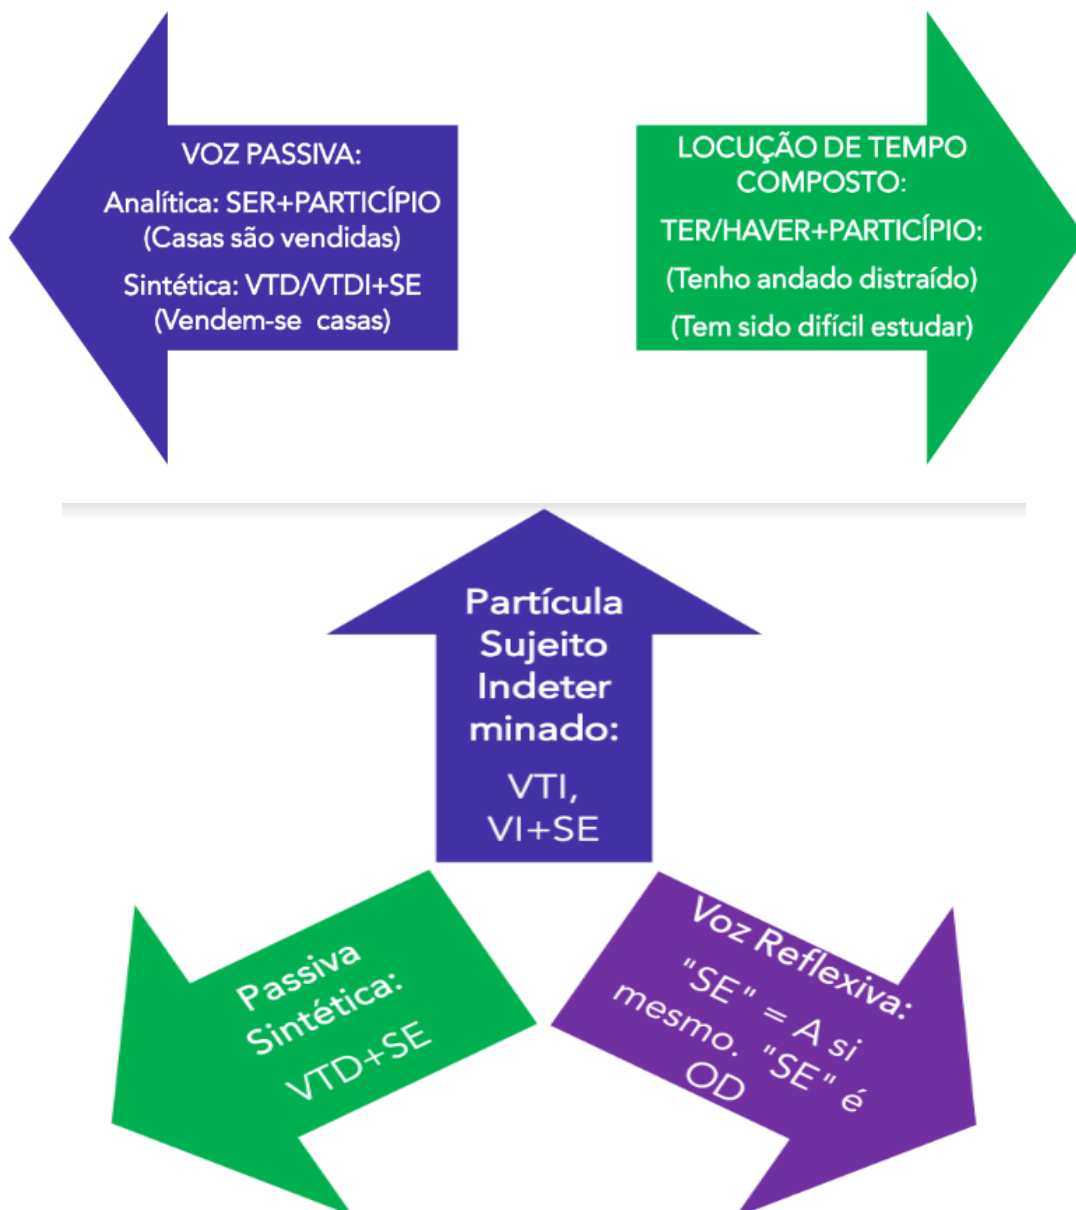 VOZ PASSIVA:
Analítica: SER+PARTICÍPIO
(Casas são vendidas)
Sintética: VTD/VTDI+SE
(Vendem-se casas)
LOCUÇÃO DE TEMPO
COMPOSTO:
TER/HAVER+PARTICÍPIO:
(Tenho andado distraído)
(Tem sido difícil estudar)
Partícula
Sujeito
Indeter
minado:
VTI,
VI+SE
Passiva
Sintética:
VTD+SE
Voz Reflexiva:
"SE" = A si
mesmo. "SE" é
OD